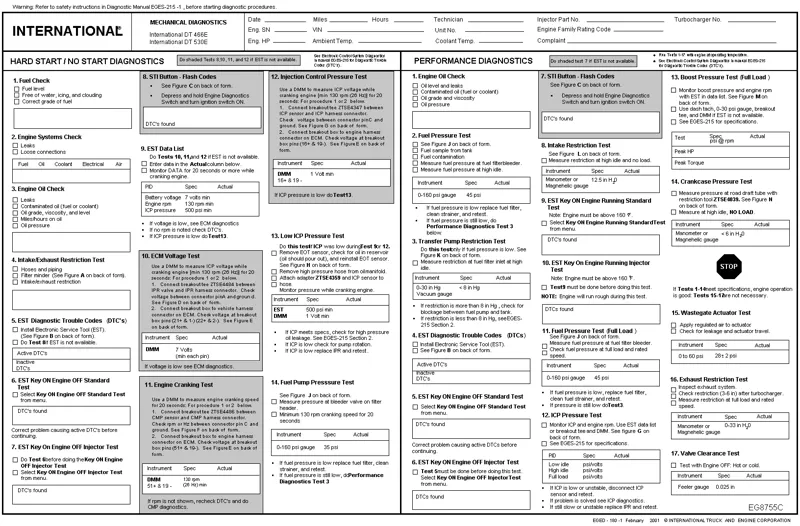 Warning: Refer to safety instructions in Diagnostic Manual EGES-215 -1 , before starting diagnostic procedures.
INTERNATIONAL
MECHANICAL DIAGNOSTICS
International DT 466E
International DT 530E
Date
Miles
Hours
Technician
Injector Part No.
Turbocharger No.
Eng. SN
VIN
Unit No.
Engine Family Rating Code
Eng. HP
Ambient Temp.
Coolant Temp.
Complaint
HARD START / NO START DIAGNOSTICS
Do shaded Tests 8,10, 11, and 12 if EST is not available.
See Electronic Control System Diagnostics
in manual EGES-215 for Diagnostic Trouble
Codes (DTC's).
1. Fuel Check
Fuel level
Free of water, icing, and clouding
Correct grade of fuel
2. Engine Systems Check
Leaks
Loose connections
Fuel Oil Coolant Electrical Air
3. Engine Oil Check
Leaks
Contaminated oil (fuel or coolant)
Oil grade, viscosity, and level
Miles/hours on oil
Oil pressure
4. Intake/Exhaust Restriction Test
Hoses and piping
Filter minder (See Figure A on back of form).
Intake/exhaust restriction
5. EST Diagnostic Trouble Codes (DTC's)
Install Electronic Service Tool (EST).
(See Figure B on back of form).
Do Test 8 if EST is not available.
Active DTC's
Inactive
DTC's
6. EST Key ON Engine OFF Standard
Test
Select Key ON Engine OFF Standard Test
from menu.
DTC's found
Correct problem causing active DTC's before
continuing.
7. EST Key ON Engine OFF Injector Test
Do Test 6 before doing the Key ON Engine
OFF Injector Test
Select Key ON Engine OFF Injector Test
from menu.
DTC's found
8. STI Button - Flash Codes
See Figure C on back of form.
Depress and hold Engine Diagnostics
Switch and turn ignition switch ON.
DTC's found
9. EST Data List
Do Tests 10, 11, and 12 if EST is not available.
Enter data in the Actual column below.
Monitor DATA for 20 seconds or more while
cranking engine.
PID Spec Actual
Battery voltage 7 volts min
Engine rpm 130 rpm min
ICP pressure 500 psi min
If voltage is low, see ECM diagnostics
If no rpm is noted check DTC's.
If ICP pressure is low do Test 13.
10. ECM Voltage Test
Use a DMM to measure ICP voltage while
cranking engine [min 130 rpm (26 Hz)] for 20
seconds: For procedure 1 or 2 below.
1. Connect breakout tee ZTSE4484 between
IPR valve and IPR harness connector. Check
voltage between connector pin A and ground.
See Figure D on back of form.
2. Connect breakout box to vehicle harness
connector on ECM. Check voltage at breakout
box pins (21+ & 1-) (22+ & 2-). See Figure E
on back of form.
Instrument Spec Actual
DMM 7 Volts
(min each pin)
If voltage is low see ECM diagnostics.
11. Engine Cranking Test
Use a DMM to measure engine cranking speed
for 20 seconds: For procedure 1 or 2 below.
1. Connect breakout tee ZTSE4486 between
CMP sensor and CMP harness connector.
Check rpm or Hz between connector pin C and
ground. See Figure F on back of form.
2. Connect breakout box to engine harness
connector on ECM. Check voltage at breakout
box pins (51+ & 1-). See Figure E on back of
form.
Instrument Spec Actual
DMM 130 rpm
51+ & 19 - (26 Hz) min
If rpm is not shown, recheck DTC's and do
CMP diagnostics.
12. Injection Control Pressure Test
Use a DMM to measure ICP voltage while
cranking engine [min 130 rpm (26 Hz)] for 20
seconds: For procedure 1 or 2 below.
1. Connect breakout tee ZTSE4347 between
ICP sensor and ICP harness connector.
Check voltage between connector pin B and
ground. See Figure G on back of form.
2. Connect breakout box to engine harness
connector on ECM. Check voltage at breakout
box pins (16+ & 19-). See Figure E on back of
form.
Instrument Spec Actual
DMM 1 Volt min
16+ & 19 -
If ICP pressure is low do Test 13.
13. Low ICP Pressure Test
Do this test if ICP was low during Test 9 or 12.
Remove EOT sensor, check for oil in reservoir
(oil should pour out), and reinstall EOT sensor.
See Figure H on back of form.
Remove high pressure hose from oil manifold.
Attach adaptor ZTSE4359 and ICP sensor to
hose.
Monitor pressure while cranking engine.
Instrument Spec Actual
EST 500 psi min
DMM 1 Volt min
If ICP meets specs, check for high pressure
oil leakage. See EGES-215 Section 2.
If ICP is low check for pump rotation.
If ICP is low replace IPR and retest.
14. Fuel Pump Pressure Test
See Figure J on back of form.
Measure pressure at bleader valve on filter
header.
Minimum 130 rpm cranking speed for 20
seconds
Instrument Spec Actual
0-160 psi gauge 35 psi
If fuel pressure is low replace fuel filter, clean
strainer, and retest.
If fuel pressure is still low, do Performance
Diagnostics Test 3
PERFORMANCE DIAGNOSTICS
Do shaded test 7 if EST is not available.
Do Tests 1-17 with engine at operating temperature.
See Electronic Control System Diagnostics
in manual EGES-215 for Diagnostic Trouble
Codes (DTC's).
1. Engine Oil Check
Oil level and leaks
Contaminated oil (fuel or coolant)
Oil grade and viscosity
Oil pressure
2. Fuel Pressure Test
See Figure J on back of form.
Fuel sample from tank
Fuel contamination
Measure fuel pressure at fuel filter bleeder.
Measure fuel pressure at high idle.
Instrument Spec Actual
0-160 psi gauge 45 psi
If fuel pressure is low replace fuel filter,
clean strainer, and retest.
If fuel pressure is still low, do
Performance Diagnostics Test 3
below.
3. Transfer Pump Restriction Test
Do this test only if fuel pressure is low. See
Figure K on back of form.
Measure restriction at fuel filter inlet at high
idle.
Instrument Spec Actual
0-30 in Hg < 8 in Hg
Vacuum gauge
If restriction is more than 8 in Hg , check for
blockage between fuel pump and tank.
If restriction is less than 8 in Hg, see EGES-
215 Section 2.
4. EST Diagnostic Trouble Codes (DTCs)
Install Electronic Service Tool (EST).
See Figure B on back of form.
Active DTC's
Inactive
DTC's
5. EST Key ON Engine OFF Standard Test
Select Key ON Engine OFF Standard Test
from menu.
DTC's found
Correct problem causing active DTC's before
continuing.
6. EST Key ON Engine OFF Injector Test
Test 5 must be done before doing this test.
Select Key ON Engine OFF Injector Test
from menu.
DTC's found
7. STI Button - Flash Codes
See Figure C on back of form.
Depress and hold Engine Diagnostics
Switch and turn ignition switch ON.
DTC's found
8. Intake Restriction Test
See Figure L on back of form.
Measure restriction at high idle and no load.
Instrument Spec Actual
Manometer or 12.5 in H2O
Magnehelic gauge
9. EST Key ON Engine Running Standard
Test
Note: Engine must be above 160 °F.
Select Key ON Engine Running Standard Test
from menu.
DTC's found
10. EST Key ON Engine Running Injector
Test
Note: Engine must be above 160 °F.
Test 9 must be done before doing this test.
NOTE: Engine will run rough during this test.
DTCs found
11. Fuel Pressure Test (Full Load )
See Figure J on back of form.
Measure fuel pressure at fuel filter bleeder.
Check fuel pressure at full load and rated
speed.
Instrument Spec Actual
0-160 psi gauge 45 psi
If fuel pressure is low, replace fuel filter,
clean strainer, and retest.
If pressure is still low do Test 3.
12. ICP Pressure Test
Monitor ICP and engine rpm. Use EST data list
or breakout tee and DMM. See figure G on
back of form.
See EGES-215 for specifications.
PID Spec Actual
Low idle psi/volts
High idle psi/volts
Full load psi/volts
If ICP is low or unstable, disconnect ICP
sensor and retest.
If problem is solved see ICP diagnostics.
If still slow or unstable replace IPR and retest.
13. Boost Pressure Test (Full Load )
Monitor boost pressure and engine rpm
with EST in data list. See Figure M on
back of form.
Use dash tach, 0-30 psi gauge, breakout
tee, and DMM if EST is not available.
See EGES-215 for specifications.
Test Spec Actual
psi @ rpm
Peak HP
Peak Torque
14. Crankcase Pressure Test
Measure pressure at road draft tube with
restriction tool ZTSE4039. See Figure N
on back of form.
Measure at high idle, NO LOAD.
Instrument Spec Actual
Manometer or < 6 in H2O
Magnehelic gauge
STOP
If Tests 1-14 meet specifications, engine operation
is good. Tests 15-12 are not necessary.
15. Wastegate Actuator Test
Apply regulated air to actuator.
Check for leakage and actuator travel.
Instrument Spec Actual
0 to 60 psi 28± 2 psi
16. Exhaust Restriction Test
Inspect exhaust system.
Check restriction (3-6 in) after turbocharger.
Measure restriction at full load and rated
speed.
Instrument Spec Actual
Manometer or 0-33 in H2O
Magnehelic gauge
17. Valve Clearance Test
Test with Engine OFF: Hot or cold.
Instrument Spec Actual
Feeler gauge 0.025 in
EG8755C
EGED - 180 -1 February 2001 © INTERNATIONAL TRUCK AND ENGINE CORPORATION